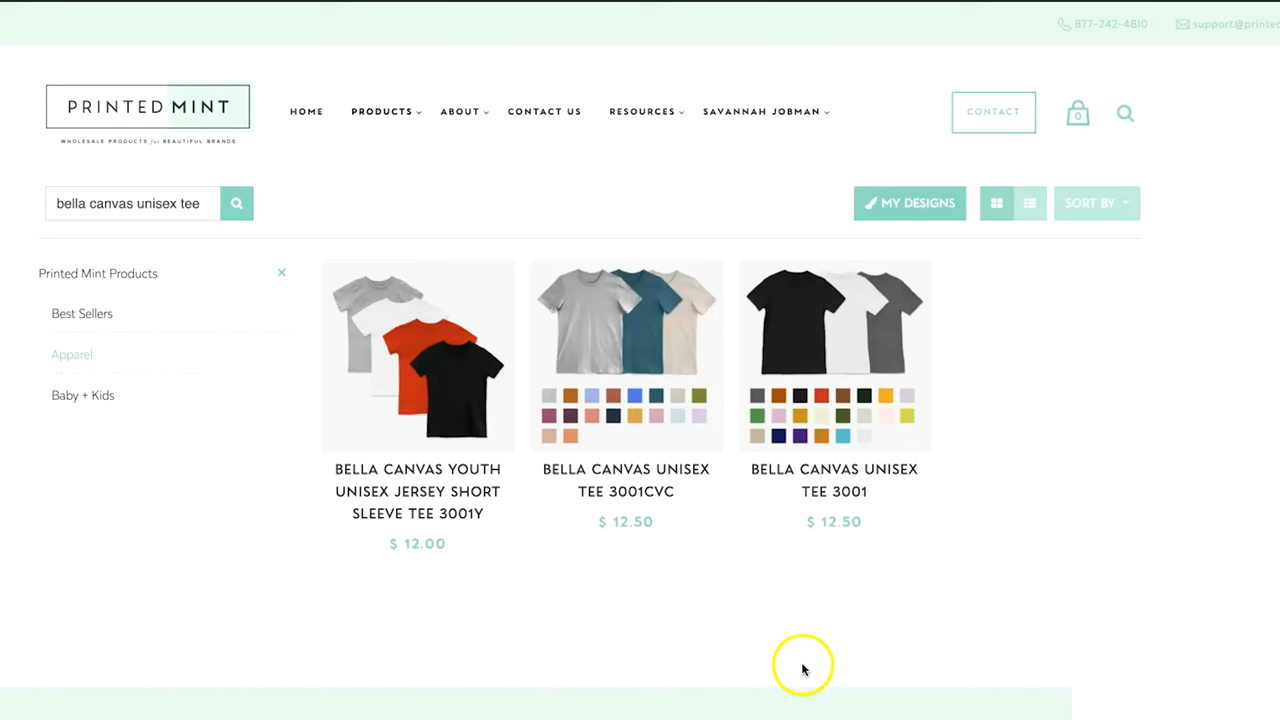 877-242-4810 support@printed
PRINTED MINT
WHOLESALE PRODUCTS for BEAUTIFUL BRANDS
HOME PRODUCTS ABOUT CONTACT US RESOURCES SAVANNAH JOBMAN
CONTACT
0
bella canvas unisex tee
MY DESIGNS
SORT BY
Printed Mint Products
Best Sellers
Apparel
Baby + Kids
BELLA CANVAS YOUTH
UNISEX JERSEY SHORT
SLEEVE TEE 3001Y
$ 12.00
BELLA CANVAS UNISEX
TEE 3001CVC
$ 12.50
BELLA CANVAS UNISEX
TEE 3001
$ 12.50